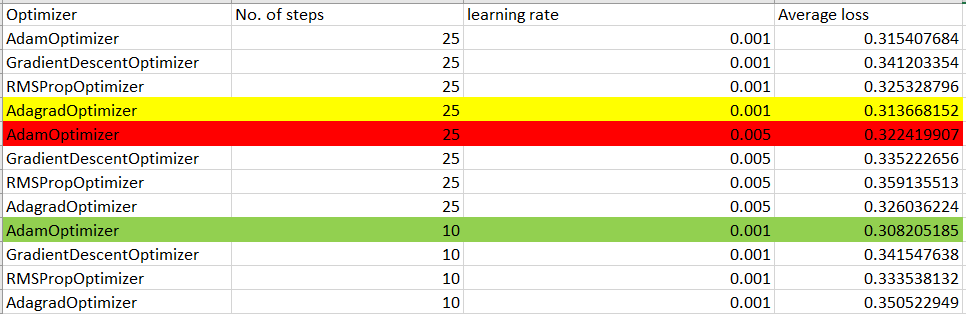 Optimizer No. of steps learning rate Average loss
AdamOptimizer 25 0.001 0.315407684
GradientDescentOptimizer 25 0.001 0.341203354
RMSPropOptimizer 25 0.001 0.325328796
AdagradOptimizer 25 0.001 0.313668152
AdamOptimizer 25 0.005 0.322419907
GradientDescentOptimizer 25 0.005 0.335222656
RMSPropOptimizer 25 0.005 0.359135513
AdagradOptimizer 25 0.005 0.326036224
AdamOptimizer 10 0.001 0.308205185
GradientDescentOptimizer 10 0.001 0.341547638
RMSPropOptimizer 10 0.001 0.333538132
AdagradOptimizer 10 0.001 0.350522949